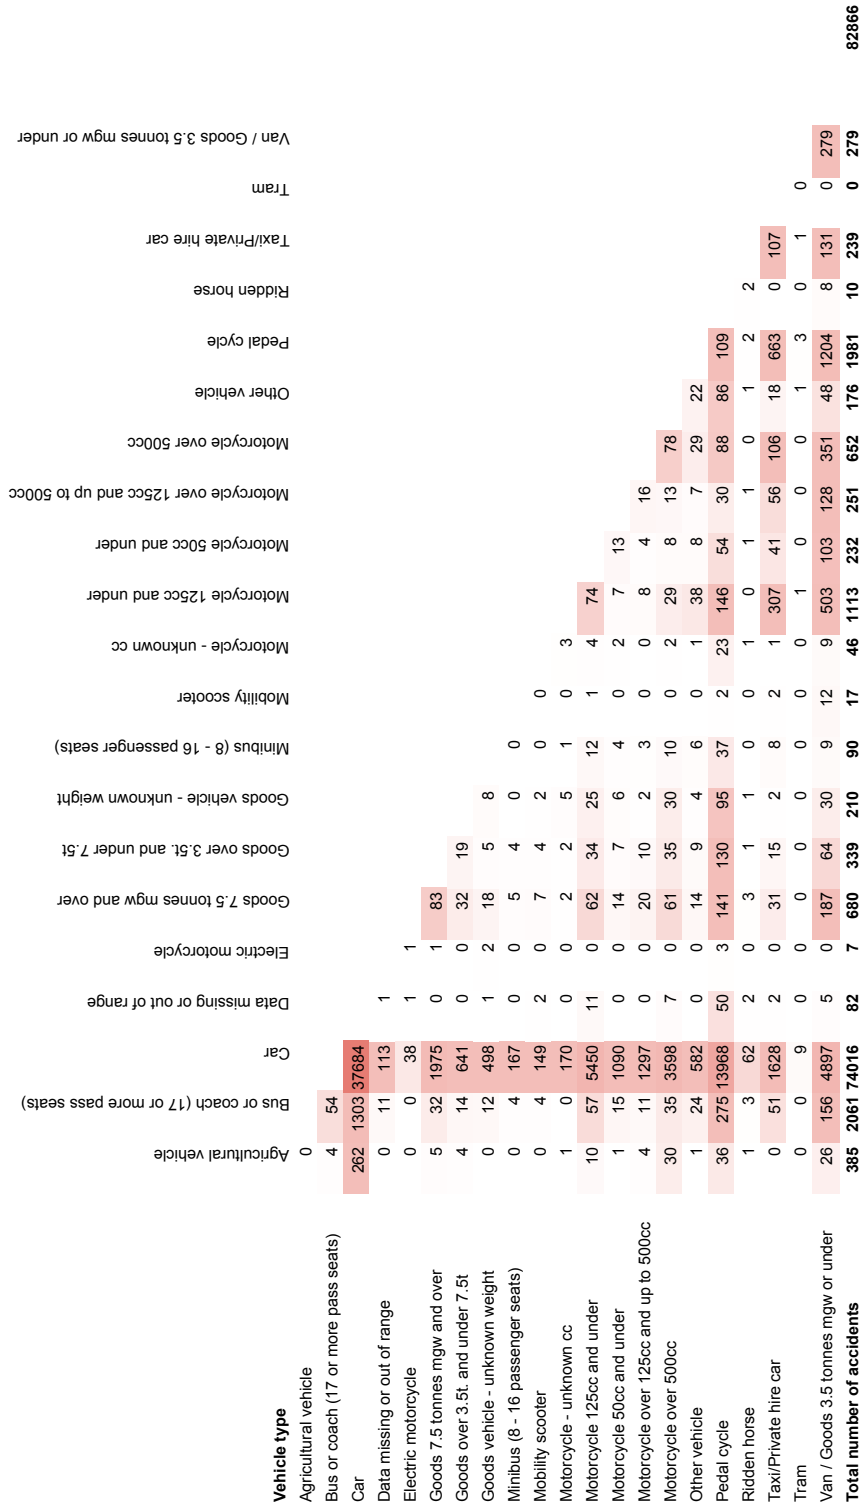 Agricultural vehicle
Bus or coach (17 or more pass seats)
Car
Data missing or out of range
Electric motorcycle
Goods 7.5 tonnes mgw and over
Goods over 3.5t. and under 7.5t
Goods vehicle - unknown weight
Minibus (8 - 16 passenger seats)
Mobility scooter
Motorcycle - unknown cc
Motorcycle 125cc and under
Motorcycle 50cc and under
Motorcycle over 125cc and up to 500cc
Motorcycle over 500cc
Other vehicle
Pedal cycle
Ridden horse
Taxi/Private hire car
Tram
Van / Goods 3.5 tonnes mgw or under
Vehicle type
Agricultural vehicle 0
Bus or coach (17 or more pass seats) 4 54
Car 262 1303 37684
Data missing or out of range 0 11 113 1
Electric motorcycle 0 0 38 1 1
Goods 7.5 tonnes mgw and over 5 32 1975 0 1 83
Goods over 3.5t. and under 7.5t 4 14 641 0 0 32 19
Goods vehicle - unknown weight 0 12 498 1 2 18 5 8
Minibus (8 - 16 passenger seats) 0 4 167 0 0 5 4 0 0
Mobility scooter 0 4 149 2 0 7 4 2 0 0
Motorcycle - unknown cc 1 0 170 0 0 2 2 5 1 0 3
Motorcycle 125cc and under 10 57 5450 11 0 62 34 25 12 1 4 74
Motorcycle 50cc and under 1 15 1090 0 0 14 7 6 4 0 2 7 13
Motorcycle over 125cc and up to 500cc 4 11 1297 0 0 20 10 2 3 0 0 8 4 16
Motorcycle over 500cc 30 35 3598 7 0 61 35 30 10 0 2 29 8 13 78
Other vehicle 1 24 582 0 0 14 9 4 6 0 1 38 8 7 29 22
Pedal cycle 36 275 13968 50 3 141 130 95 37 2 23 146 54 30 88 86 109
Ridden horse 1 3 62 2 0 3 1 1 0 0 1 0 1 1 0 1 2 2
Taxi/Private hire car 0 51 1628 2 0 31 15 2 8 2 1 307 41 56 106 18 663 0 107
Tram 0 0 9 0 0 0 0 0 0 0 0 1 0 0 0 1 3 0 1 0
Van / Goods 3.5 tonnes mgw or under 26 156 4897 5 0 187 64 30 9 12 9 503 103 128 351 48 1204 8 131 0 279
Total number of accidents 385 2061 74016 82 7 680 339 210 90 17 46 1113 232 251 652 176 1981 10 239 0 279 82866